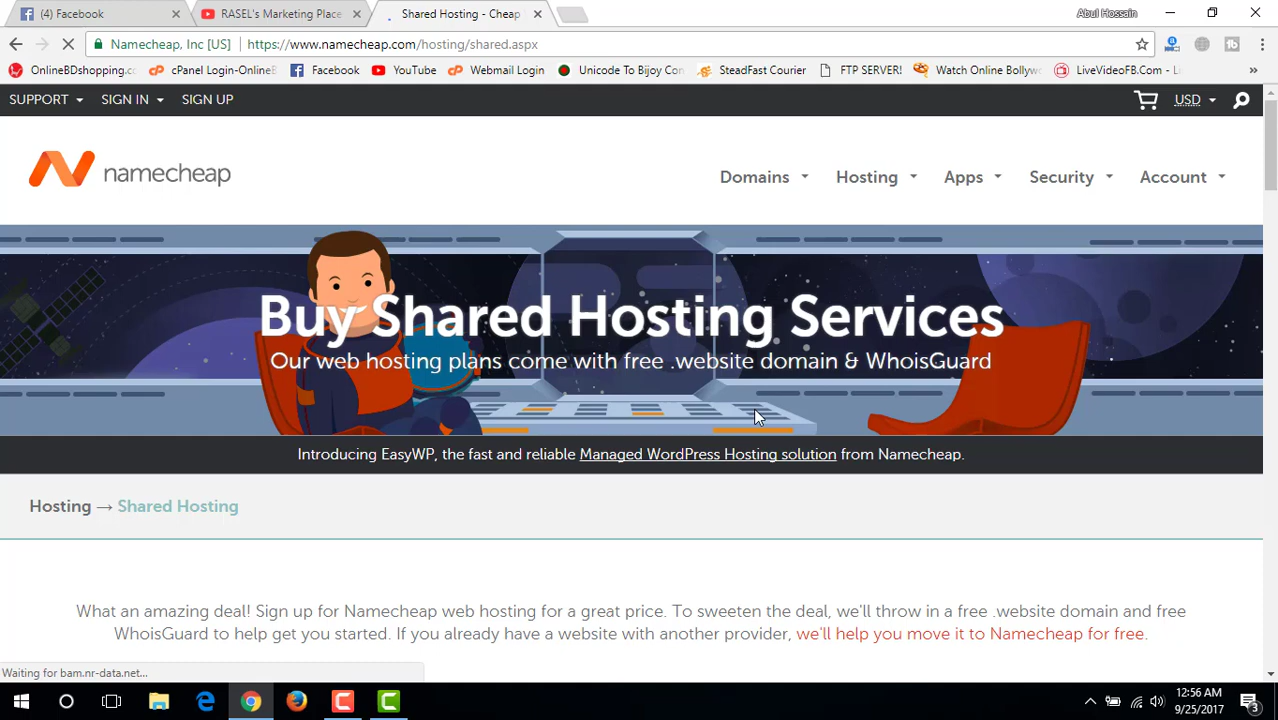 (4) Facebook
RASEL's Marketing Place
Shared Hosting - Cheap
Abul Hossain
Namecheap, Inc [US]
https://www.namecheap.com/hosting/shared.aspx
OnlineBDshopping.co
cPanel Login-OnlineB
Facebook
YouTube
Webmail Login
Unicode To Bijoy Con
SteadFast Courier
FTP SERVER!
Watch Online Bollyw
LiveVideoFB.Com - Li
SUPPORT
SIGN IN
SIGN UP
USD
namecheap
Domains
Hosting
Apps
Security
Account
Buy Shared Hosting Services
Our web hosting plans come with free .website domain & WhoisGuard
Introducing EasyWP, the fast and reliable Managed WordPress Hosting solution from Namecheap.
Hosting → Shared Hosting
What an amazing deal! Sign up for Namecheap web hosting for a great price. To sweeten the deal, we'll throw in a free .website domain and free
WhoisGuard to help get you started. If you already have a website with another provider, we'll help you move it to Namecheap for free.
Waiting for bam.nr-data.net...
12:56 AM
9/25/2017
3